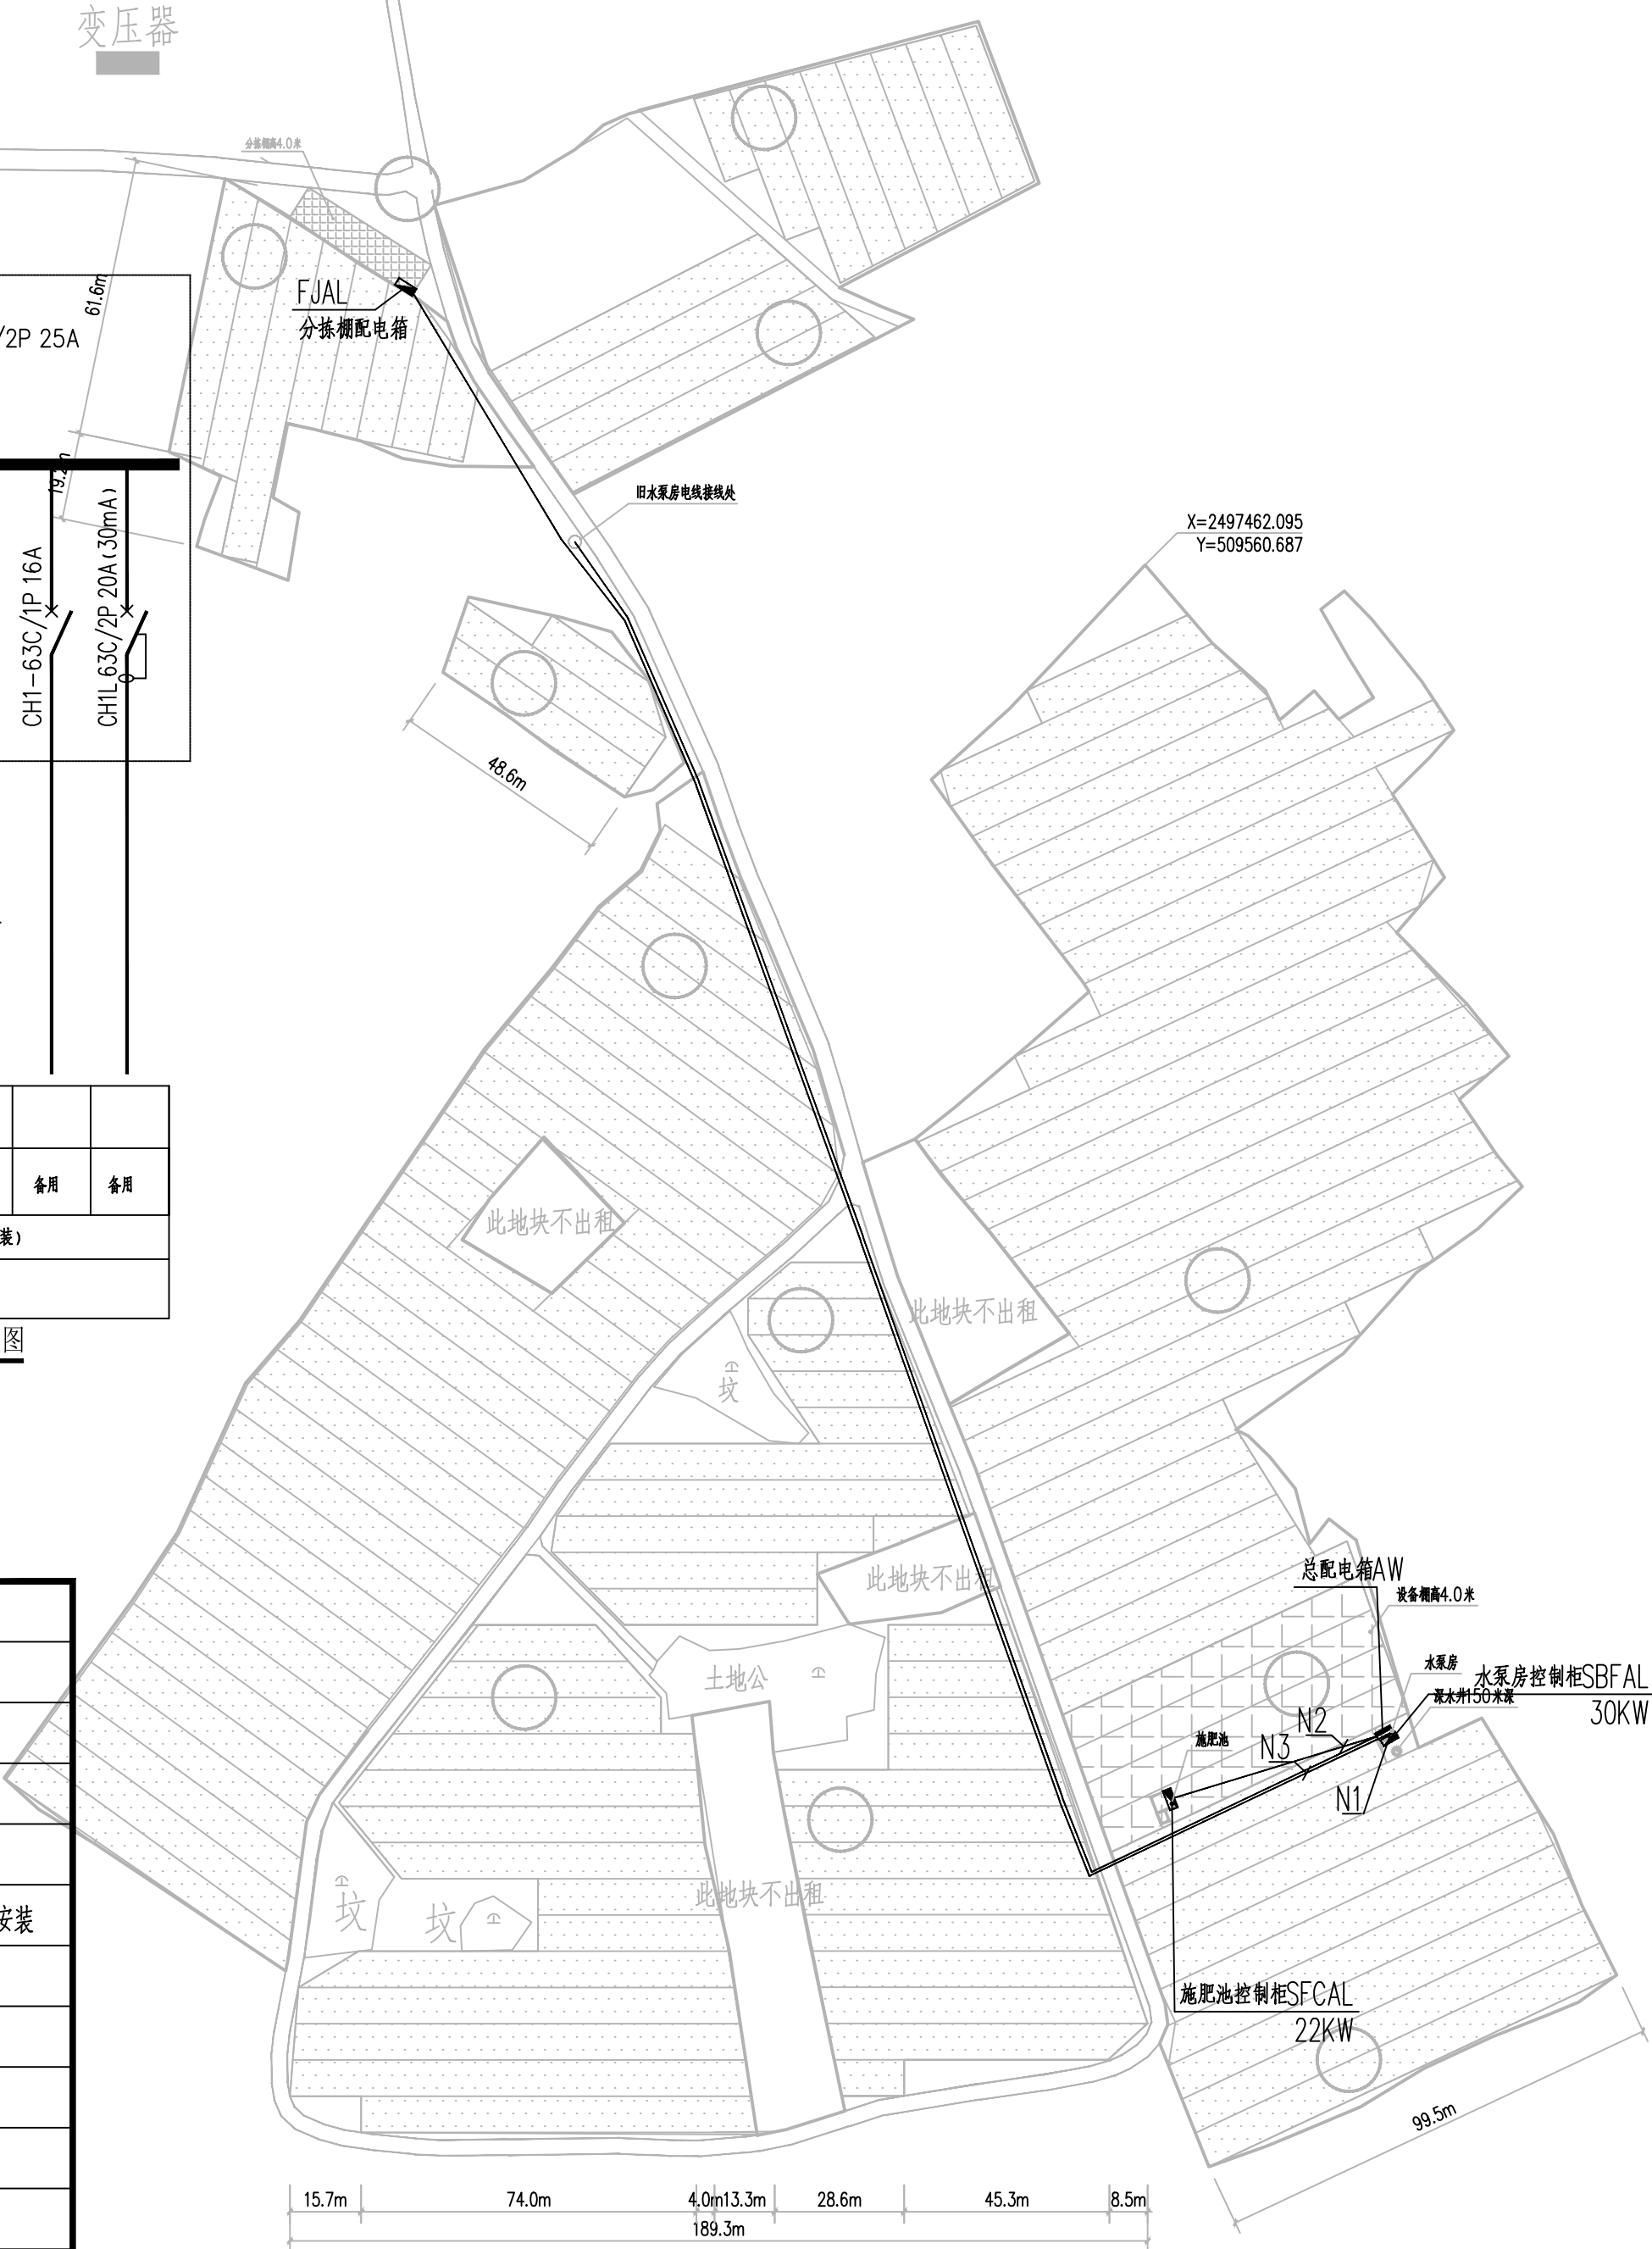 变压器
分拣棚高4.0米
61.6m
FJAL
分拣棚配电箱
/2P 25A
19.2m
旧水泵房电线接线处
X=2497462.095
Y=509560.687
CH1-63C/1P 16A
CH1L 63C/2P 20A(30mA)
48.6m
备用
备用
此地块不出租
装)
此地块不出租
图
坟
总配电箱AW
此地块不出租
设备棚高4.0米
水泵房
土地公
水泵房控制柜SBFAL
深水井150米深
30KW
N2
施肥池
N3
N1
此地块不出租
坟
坟
安装
施肥池控制柜SFCAL
22KW
99.5m
15.7m
74.0m
4.0m
13.3m
28.6m
45.3m
8.5m
189.3m